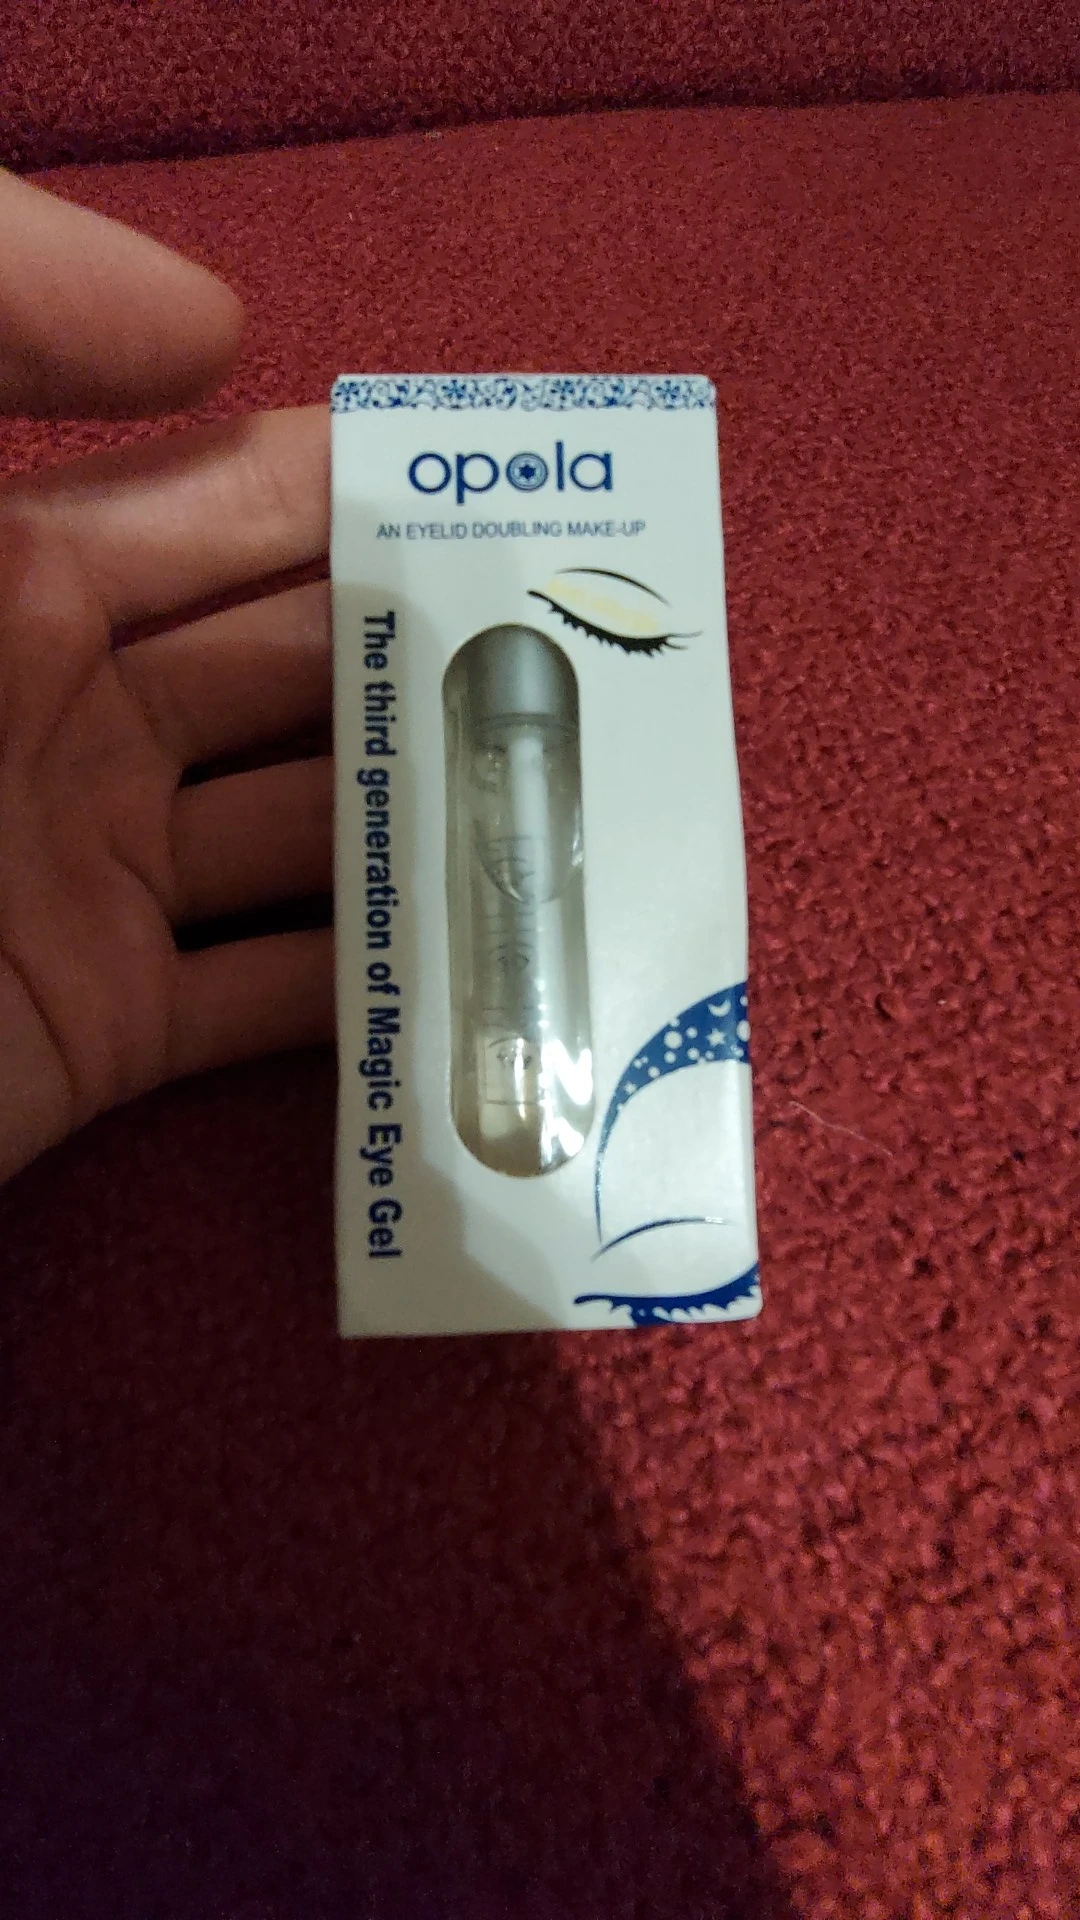 opola
AN EYELID DOUBLING MAKE-UP
The third generation of Magic Eye Gel